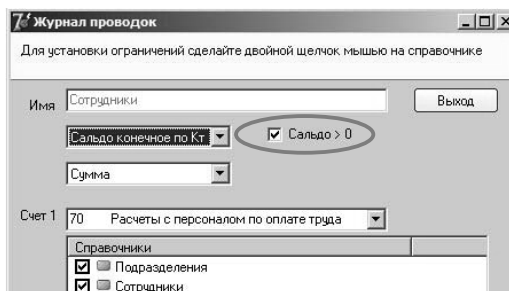 Журнал проводок
Для установки ограничений сделайте двойной щелчок мышью на справочнике
Имя Сотрудники Выход
Сальдо конечное по Кт Сальдо > 0
Сумма
Счет 1 70 Расчеты с персоналом по оплате труда
Справочники
Подразделения
Сотрудники